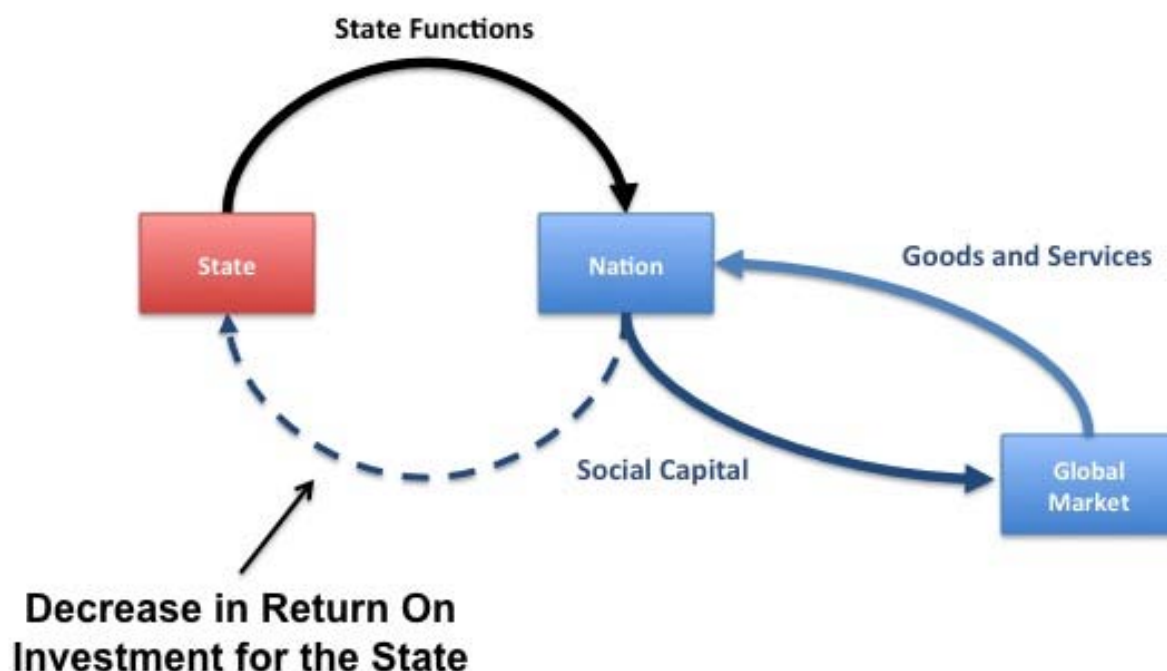 State Functions
State
Nation
Goods and Services
Social Capital
Global
Market
Decrease in Return On
Investment for the State